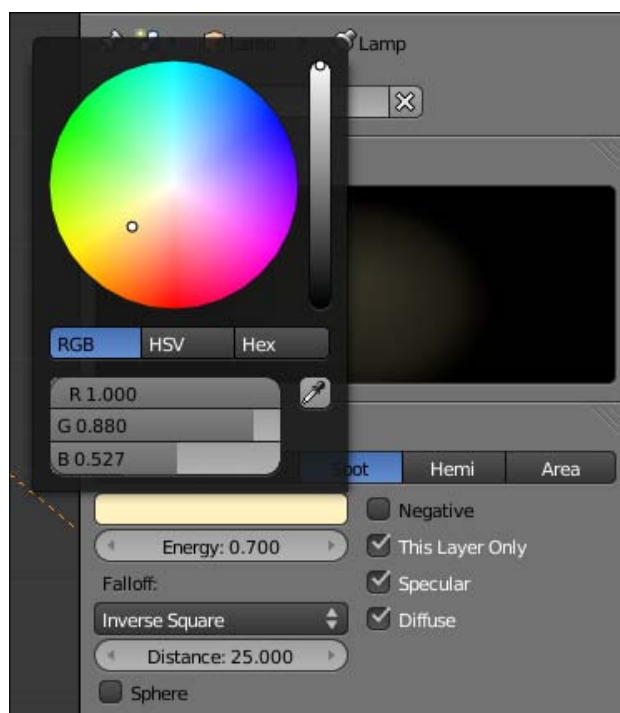 Lamp Lamp
RGB HSV Hex
R 1.000
G 0.880
B 0.527
Spot Hemi Area
Negative
Energy: 0.700 This Layer Only
Falloff: Specular
Inverse Square Diffuse
Distance: 25.000
Sphere